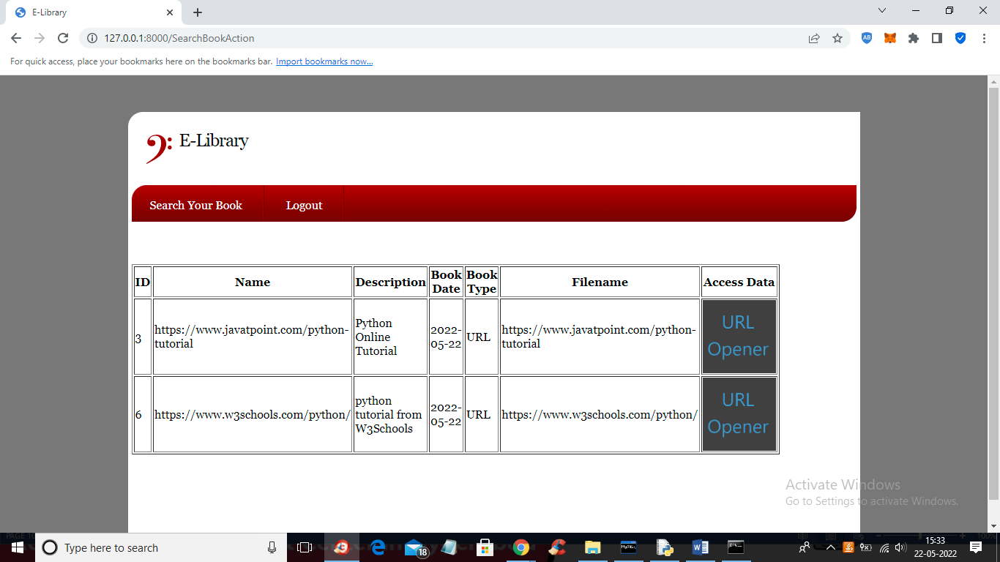 E-Library
127.0.0.1:8000/SearchBookAction
AB
For quick access, place your bookmarks here on the bookmarks bar. Import bookmarks now...
E-Library
Search Your Book Logout
ID Name Description Book Date Book Type Filename Access Data
3 https://www.javatpoint.com/python-tutorial Python Online Tutorial 2022-05-22 URL https://www.javatpoint.com/python-tutorial URL Opener
6 https://www.w3schools.com/python/ python tutorial from W3Schools 2022-05-22 URL https://www.w3schools.com/python/ URL Opener
Activate Windows
Go to Settings to activate Windows.
Type here to search
18
MySQL
15:33
22-05-2022
100%